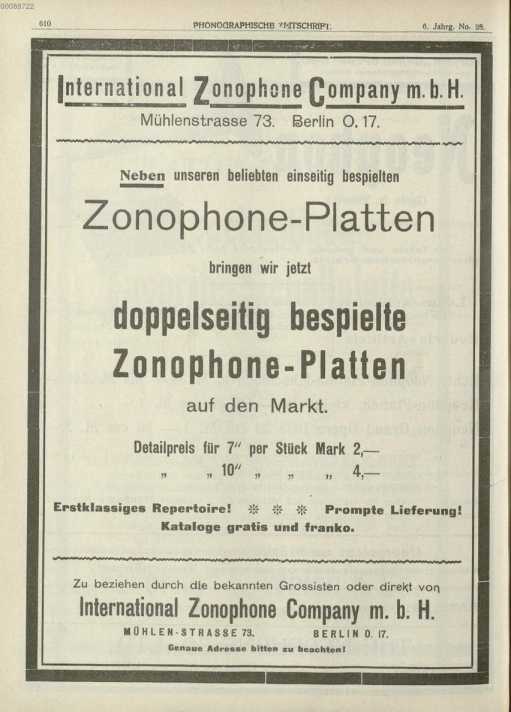 00088722
610 PHONOGRAPHISCHE ZEITSCHRIFT. 6. Jahrg. No. 28.
International Zonophone Company m. b. H.
Mühlenstrasse 73. Berlin O. 17.
Neben unseren beliebten einseitig bespielten
Zonophone-Platten
bringen wir jetzt
doppelseitig bespielte
Zonophone-Platten
auf den Markt.
Detailpreis für 7" per Stück Mark 2,—
„ „ 10" „ „ „ 4,—
Erstklassiges Repertoire! ❊ ❊ ❊ Prompte Lieferung!
Kataloge gratis und franko.
Zu beziehen durch die bekannten Grossisten oder direkt von
International Zonophone Company m. b. H.
MÜHLEN-STRASSE 73. BERLIN O. 17.
Genaue Adresse bitten zu beachten!